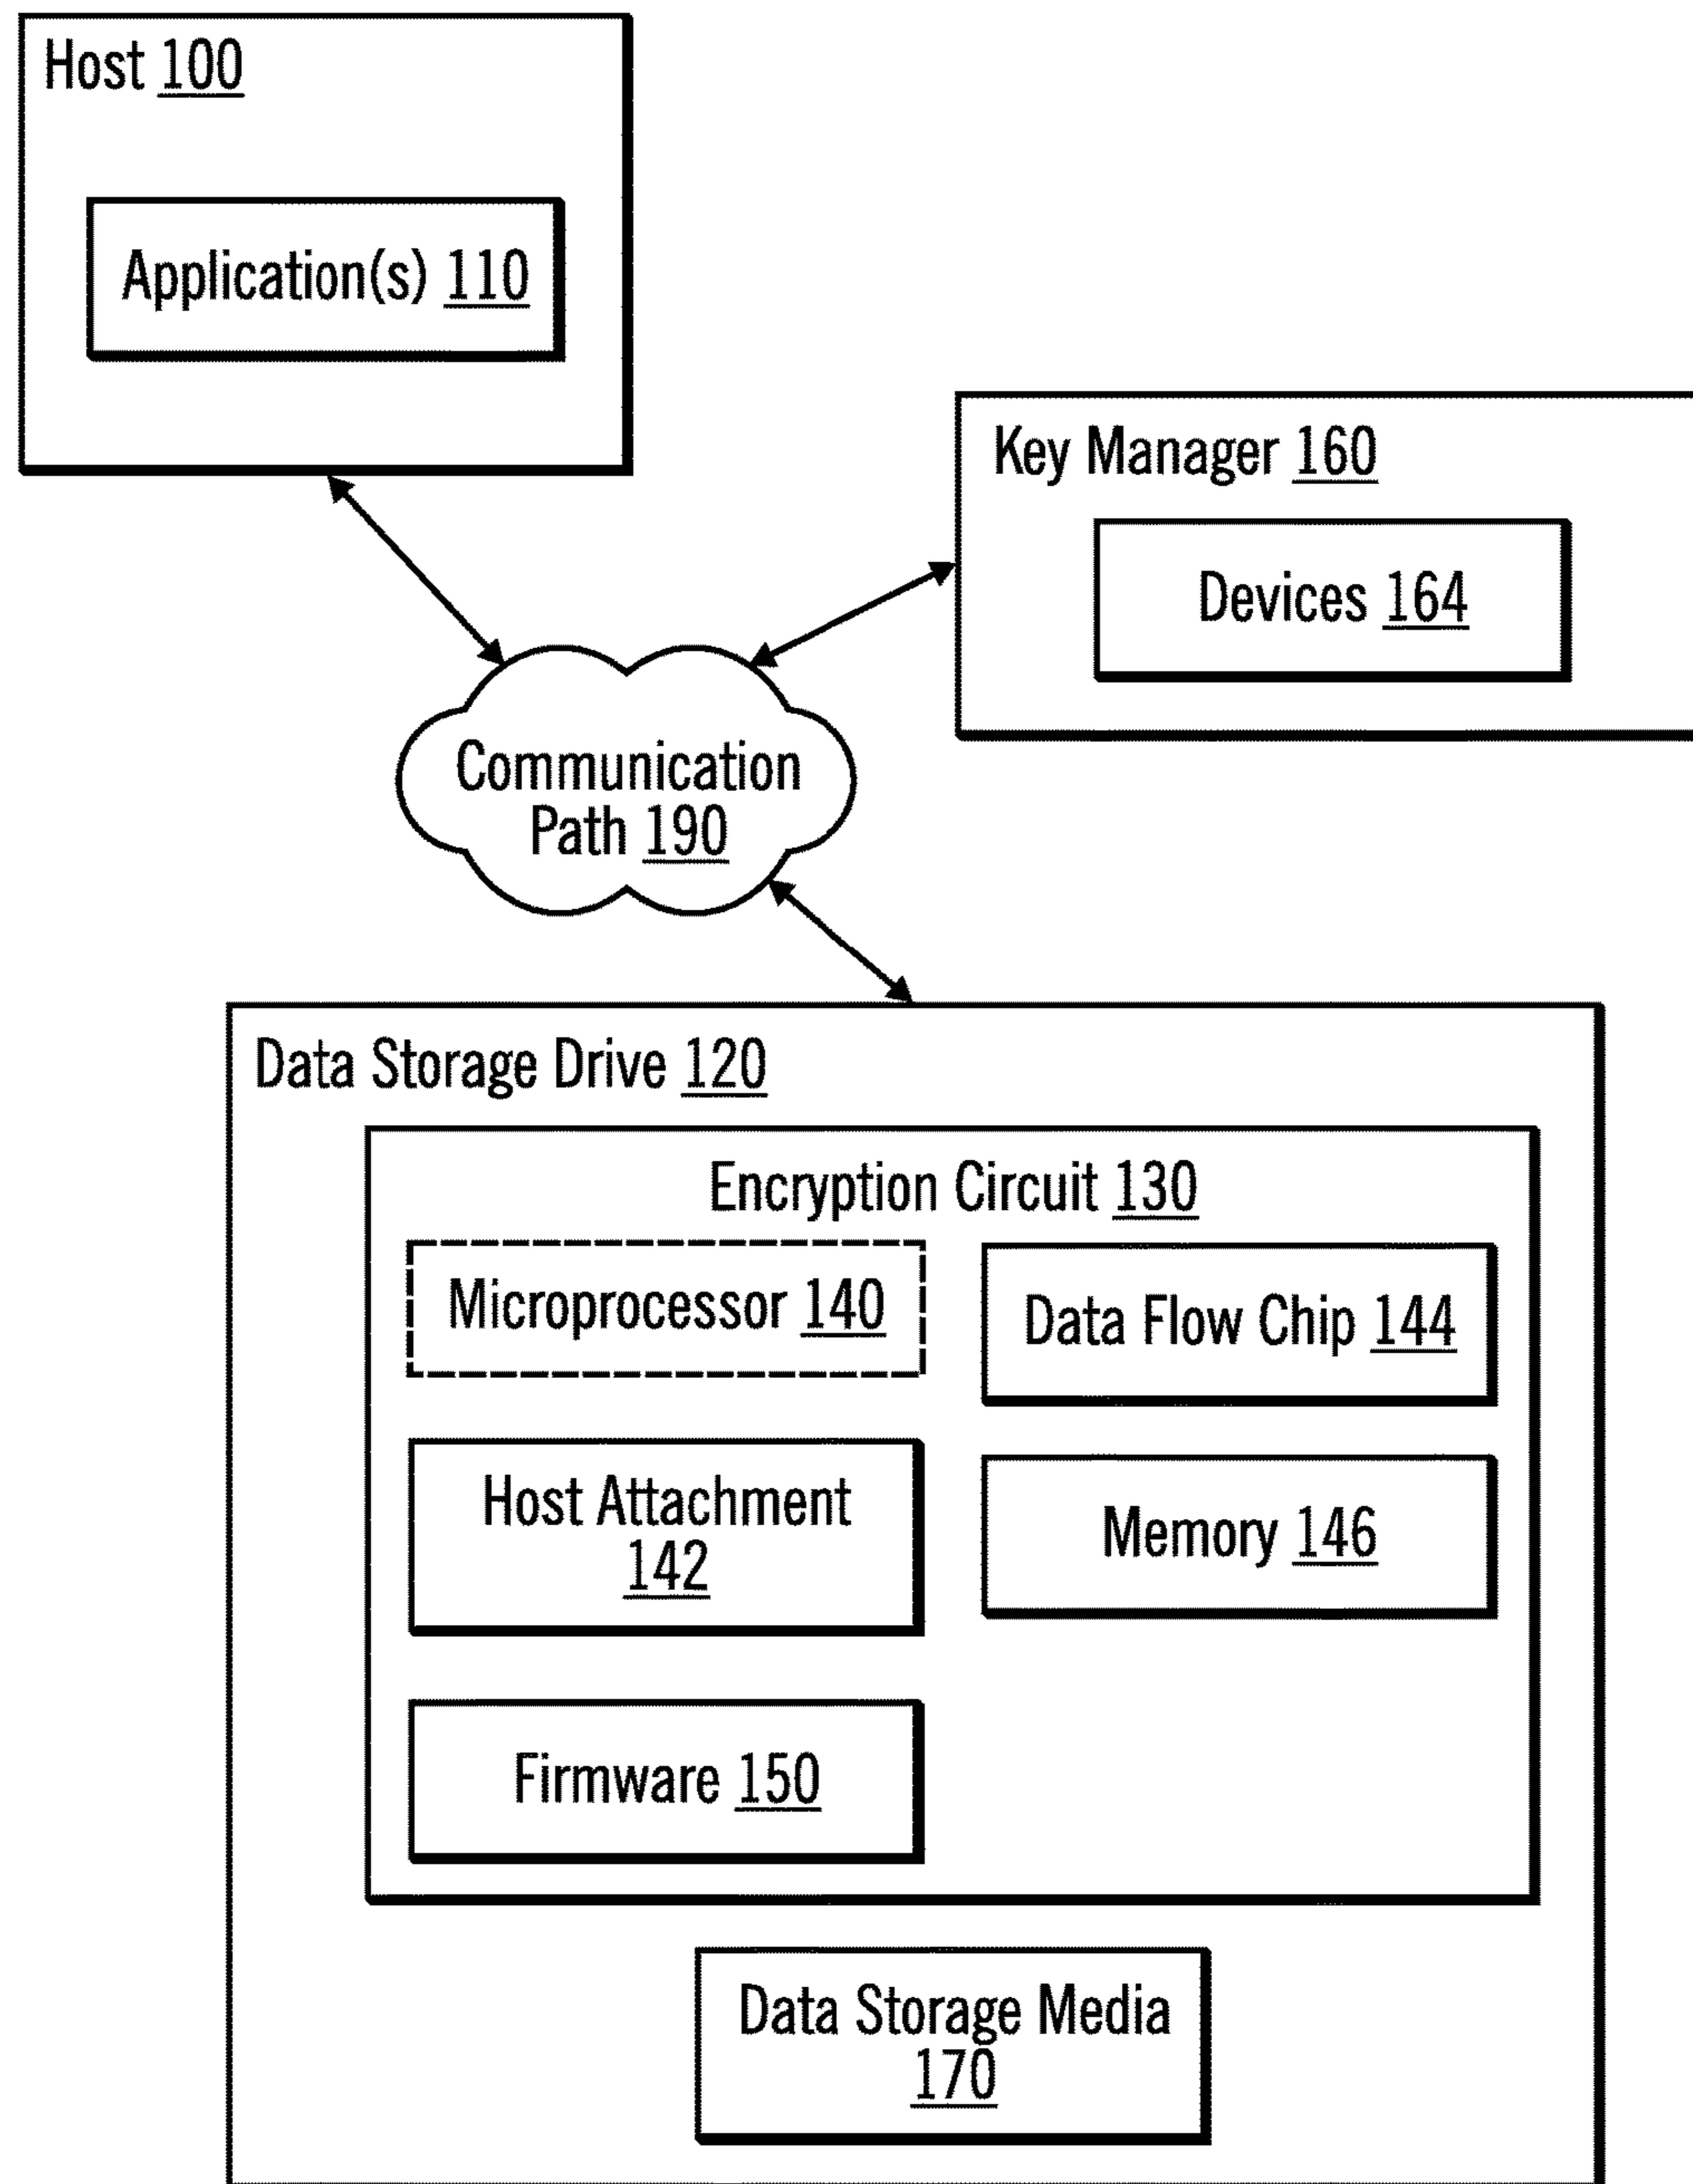 Host 100
Application(s) 110
Key Manager 160
Devices 164
Communication
Path 190
Data Storage Drive 120
Encryption Circuit 130
Microprocessor 140
Data Flow Chip 144
Host Attachment
142
Memory 146
Firmware 150
Data Storage Media
170